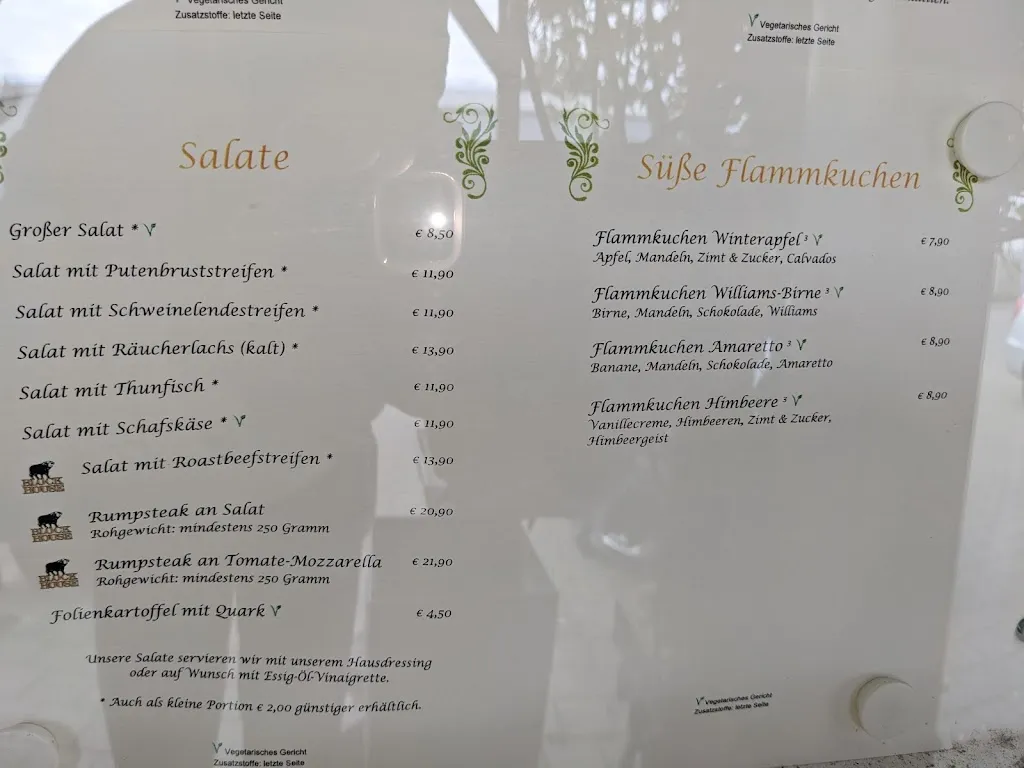 Vegetarisches Gericht
Zusatzstoffe: letzte Seite
Salate
Großer Salat * € 8,50
Salat mit Putenbruststreifen * € 11,90
Salat mit Schweinelendestreifen * € 11,90
Salat mit Räucherlachs (kalt) * € 13,90
Salat mit Thunfisch * € 11,90
Salat mit Schafskäse * € 11,90
BLOCK HOUSE
Salat mit Roastbeefstreifen * € 13,90
BLOCK HOUSE
Rumpsteak an Salat € 20,90
Rohgewicht: mindestens 250 Gramm
BLOCK HOUSE
Rumpsteak an Tomate-Mozzarella € 21,90
Rohgewicht: mindestens 250 Gramm
Folienkartoffel mit Quark € 4,50
Unsere Salate servieren wir mit unserem Hausdressing
oder auf Wunsch mit Essig-Öl-Vinaigrette.
* Auch als kleine Portion € 2,00 günstiger erhältlich.
Vegetarisches Gericht
Zusatzstoffe: letzte Seite
Vegetarisches Gericht
Zusatzstoffe: letzte Seite
Süße Flammkuchen
Flammkuchen Winterapfel ³ € 7,90
Apfel, Mandeln, Zimt & Zucker, Calvados
Flammkuchen Williams-Birne ³ € 8,90
Birne, Mandeln, Schokolade, Williams
Flammkuchen Amaretto ³ € 8,90
Banane, Mandeln, Schokolade, Amaretto
Flammkuchen Himbeere ³ € 8,90
Vanillecreme, Himbeeren, Zimt & Zucker,
Himbeergeist
Vegetarisches Gericht
Zusatzstoffe: letzte Seite